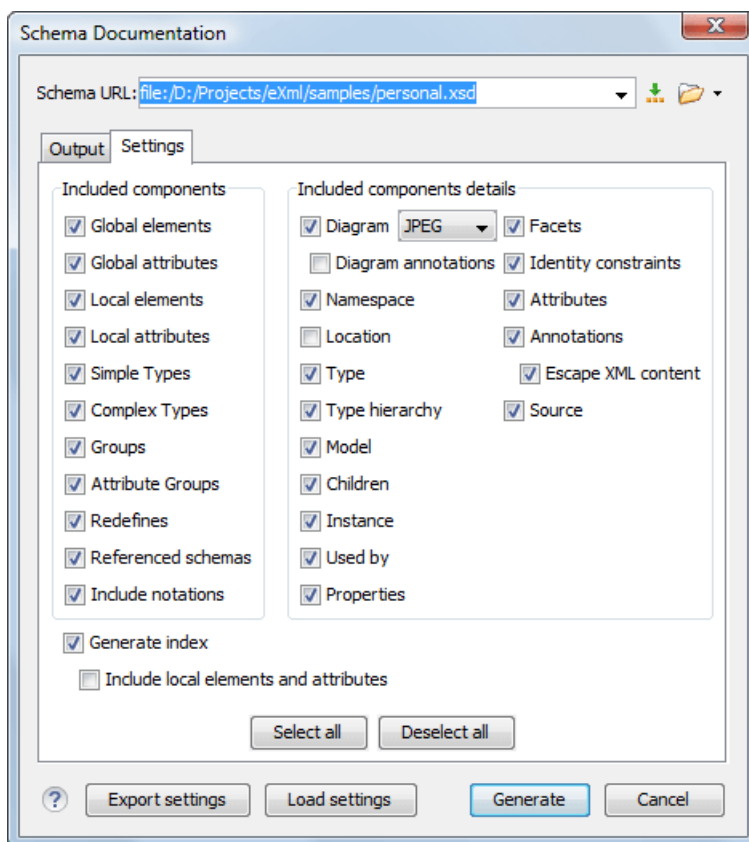 Schema Documentation
Schema URL: file:/D:/Projects/eXml/samples/personal.xsd
Output Settings
Included components
Global elements
Global attributes
Local elements
Local attributes
Simple Types
Complex Types
Groups
Attribute Groups
Redefines
Referenced schemas
Include notations
Included components details
Diagram JPEG
Diagram annotations
Namespace
Location
Type
Type hierarchy
Model
Children
Instance
Used by
Properties
Facets
Identity constraints
Attributes
Annotations
Escape XML content
Source
Generate index
Include local elements and attributes
Select all Deselect all
? Export settings Load settings Generate Cancel